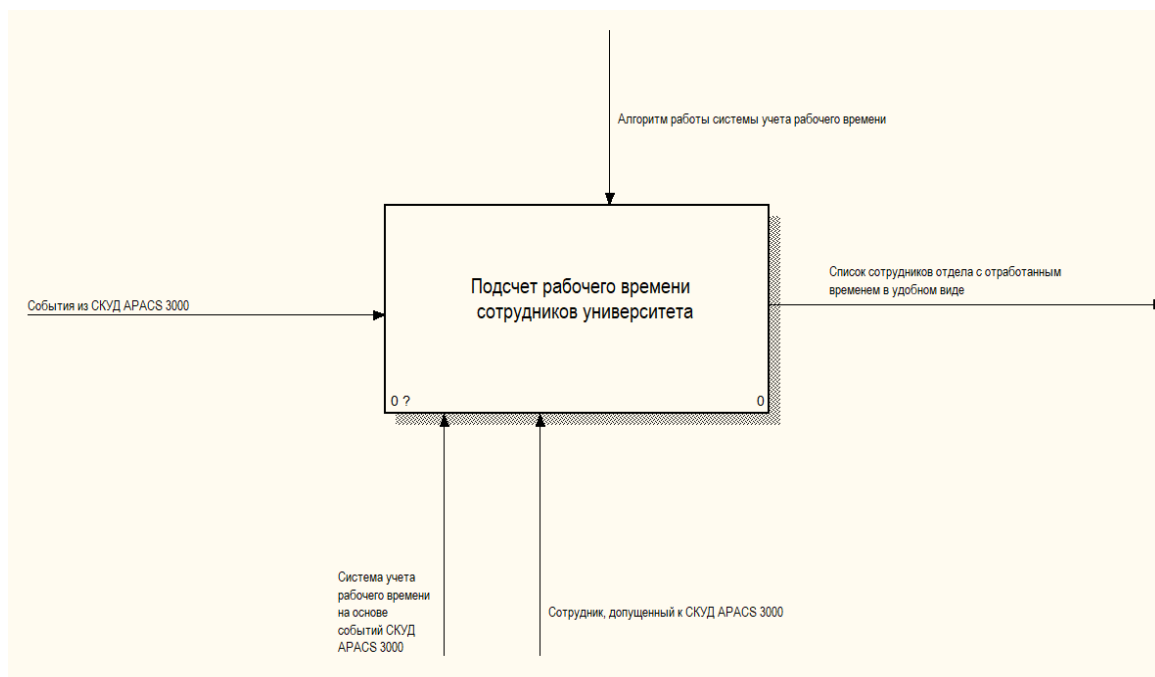 Алгоритм работы системы учета рабочего времени
Подсчет рабочего времени
сотрудников университета
События из СКУД APACS 3000
Список сотрудников отдела с отработанным
временем в удобном виде
0 ?
0
Система учета
рабочего времени
на основе
событий СКУД
APACS 3000
Сотрудник, допущенный к СКУД APACS 3000